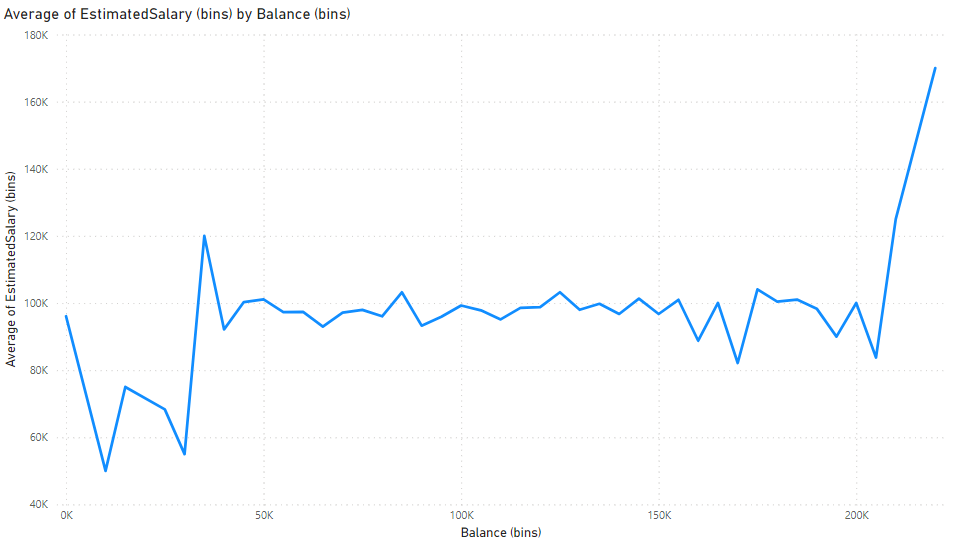 Average of EstimatedSalary (bins) by Balance (bins)
180K
160K
140K
120K
100K
80K
60K
40K
Average of EstimatedSalary (bins)
0K
50K
100K
150K
200K
Balance (bins)